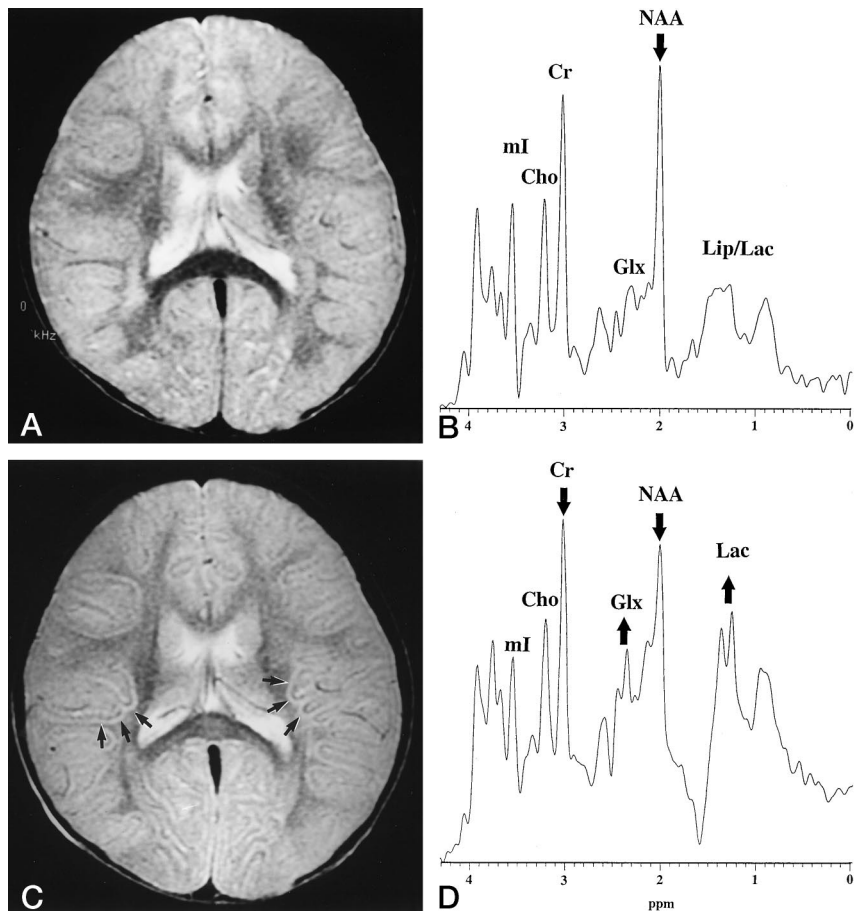 0
kHz
A
NAA
Cr
mI
Cho
Glx
Lip/Lac
B
4 3 2 1 0
C
Cr
NAA
Lac
Cho
Glx
mI
D
4 3 2 1 0
ppm